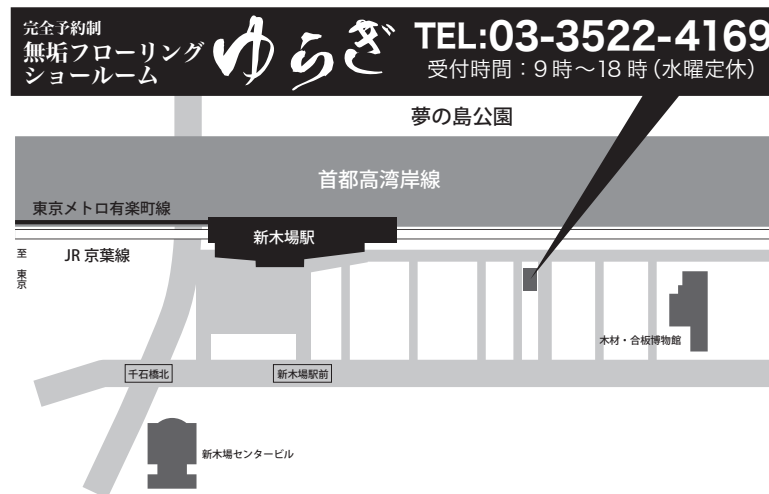 完全予約制
無垢フローリング
ショールーム
ゆらぎ
TEL:03-3522-4169
受付時間：9時〜18時（水曜定休）
夢の島公園
首都高湾岸線
東京メトロ有楽町線
新木場駅
JR京葉線
至 東京
木材・合板博物館
千石橋北
新木場駅前
新木場センタービル